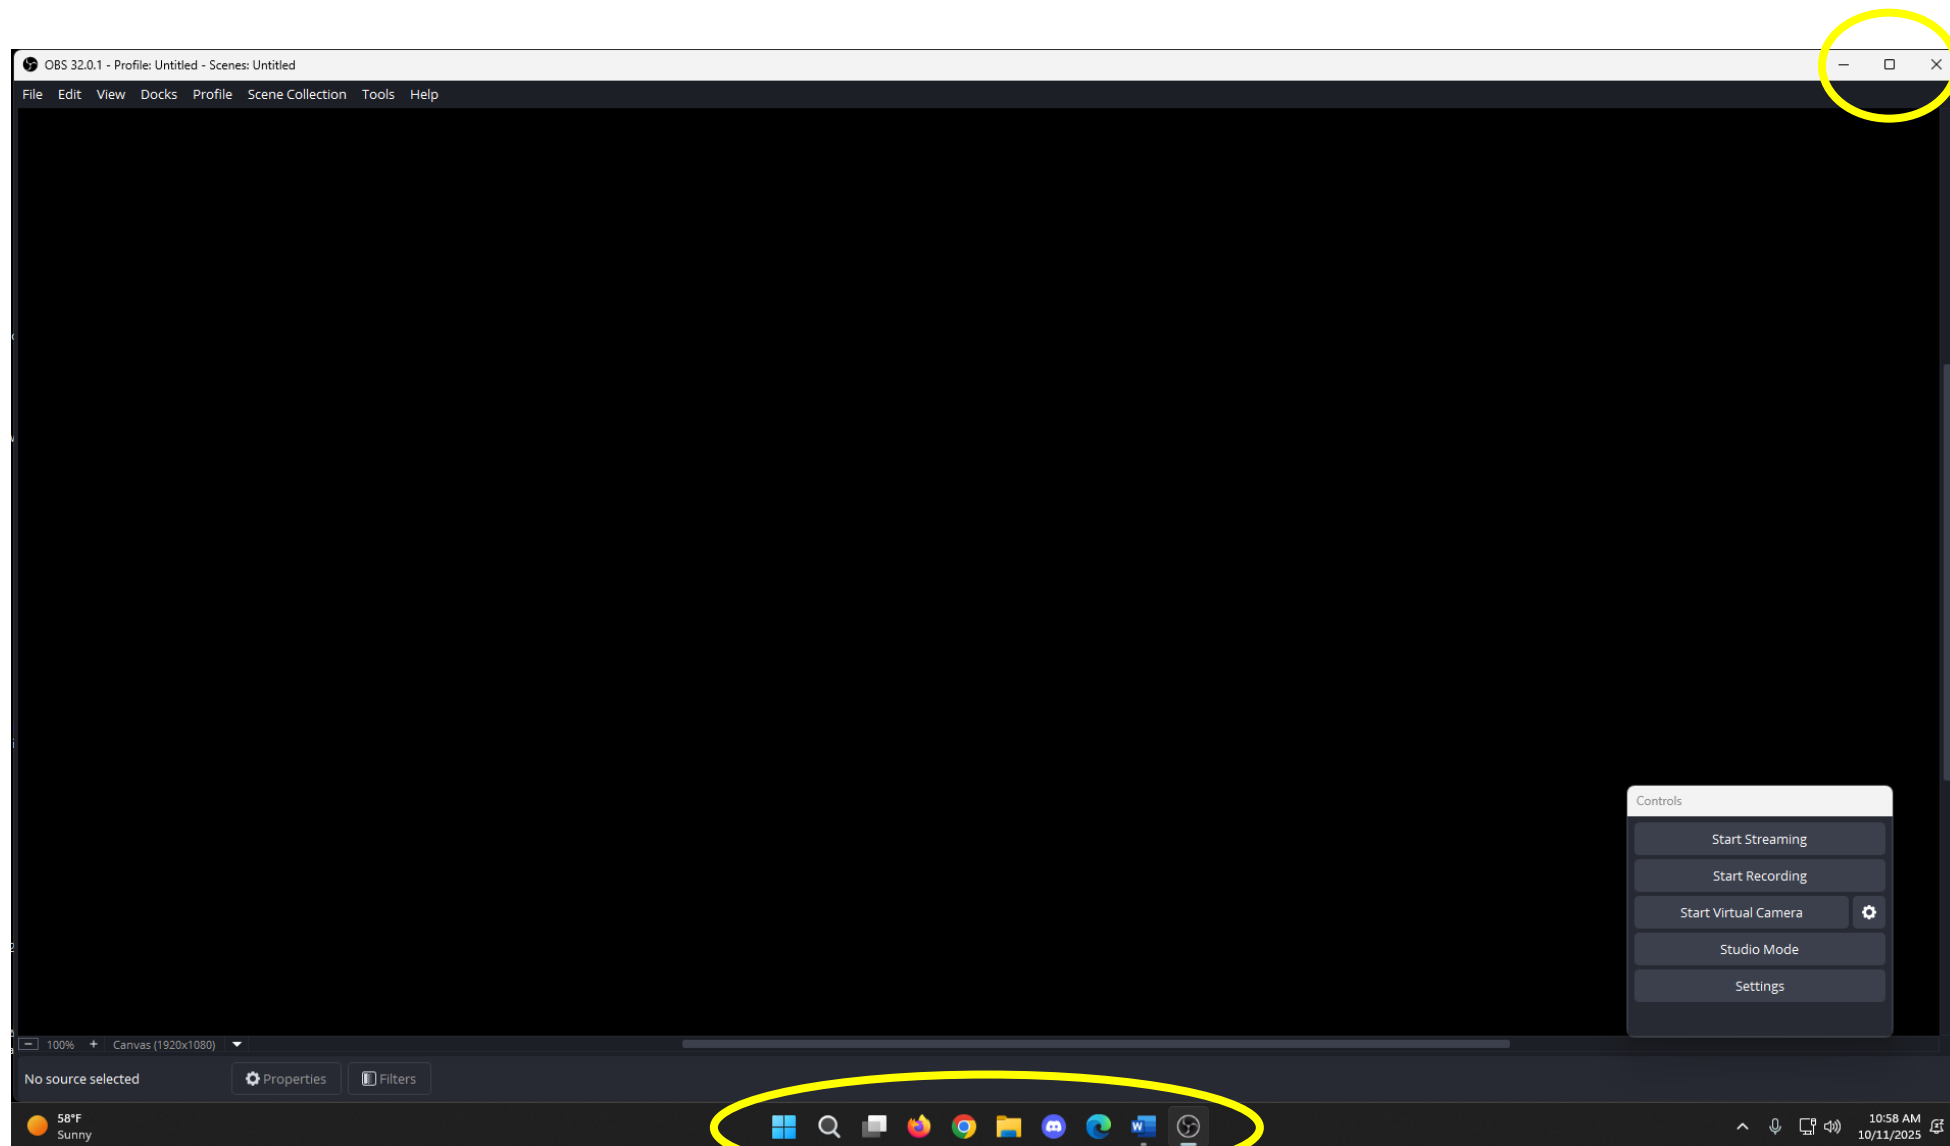 OBS 32.0.1 - Profile: Untitled - Scenes: Untitled
File Edit View Docks Profile Scene Collection Tools Help
Controls
Start Streaming
Start Recording
Start Virtual Camera
Studio Mode
Settings
100% + Canvas (1920x1080)
No source selected Properties Filters
58°F
Sunny
10:58 AM
10/11/2025